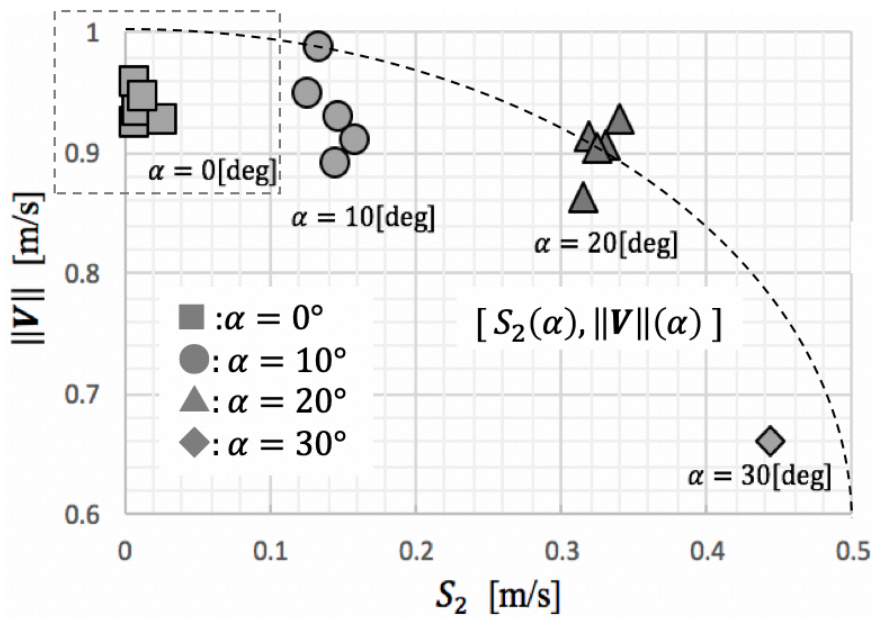 1
0.9
0.8
0.7
0.6
‖V‖ [m/s]
α = 0[deg]
α = 10[deg]
α = 20[deg]
[ S₂(α), ‖V‖(α) ]
:α = 0°
:α = 10°
:α = 20°
:α = 30°
α = 30[deg]
0 0.1 0.2 0.3 0.4 0.5
S₂ [m/s]